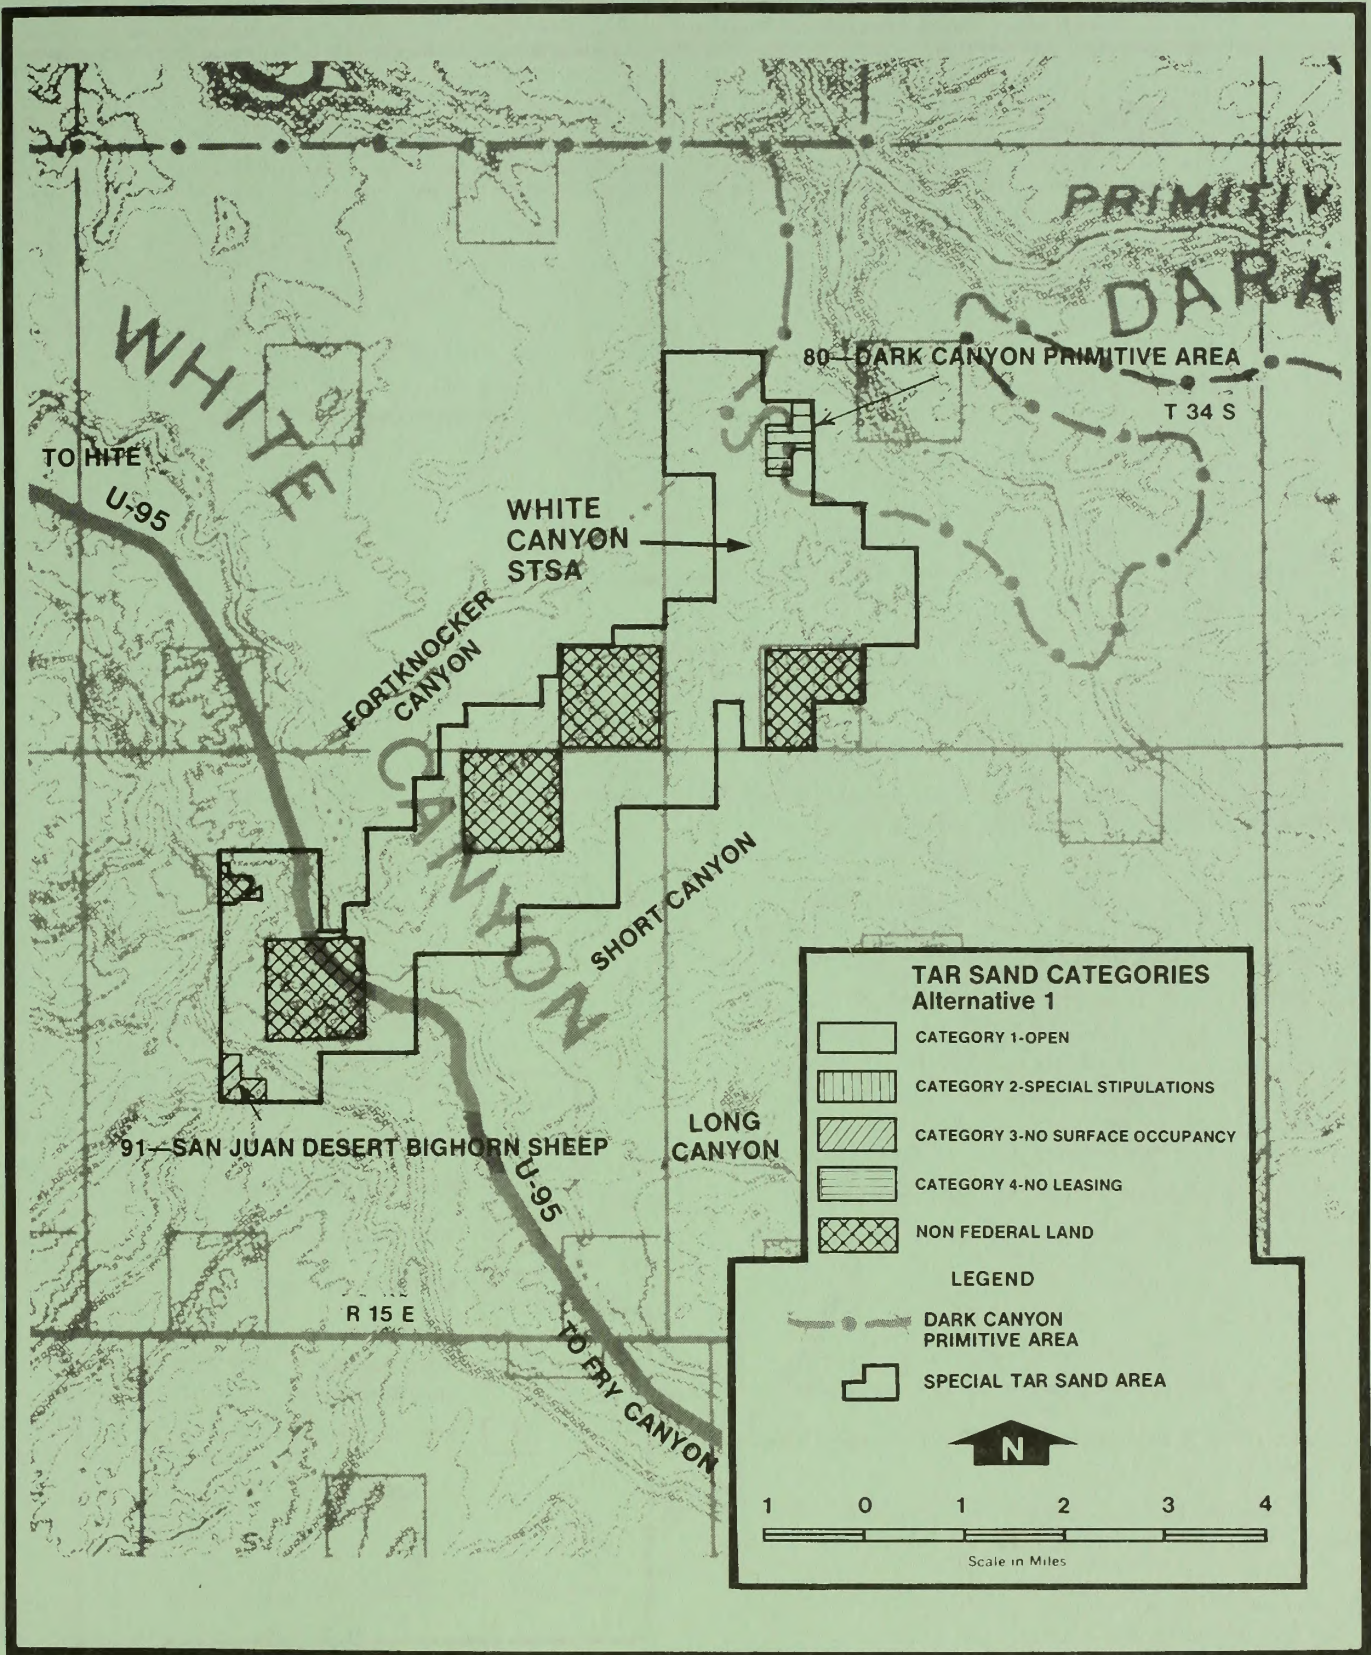 PRIMITIV
DARK
80—DARK CANYON PRIMITIVE AREA
T 34 S
WHITE
TO HITE
U-95
WHITE
CANYON
STSA
FORTKNOCKER
CANYON
CANYON
SHORT CANYON
91—SAN JUAN DESERT BIGHORN SHEEP
LONG
CANYON
U-95
R 15 E
TO FRY CANYON
TAR SAND CATEGORIES
Alternative 1
CATEGORY 1-OPEN
CATEGORY 2-SPECIAL STIPULATIONS
CATEGORY 3-NO SURFACE OCCUPANCY
CATEGORY 4-NO LEASING
NON FEDERAL LAND
LEGEND
DARK CANYON
PRIMITIVE AREA
SPECIAL TAR SAND AREA
N
1 0 1 2 3 4
Scale in Miles